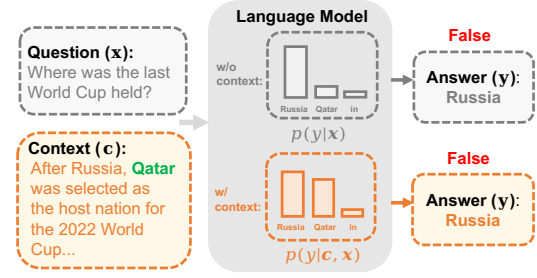 Language Model
Question (x):
Where was the last
World Cup held?
Context (c):
After Russia, Qatar
was selected as
the host nation for
the 2022 World
Cup...
w/o
context:
Russia Qatar in
p(y|x)
w/
context:
Russia Qatar in
p(y|c, x)
False
Answer (y):
Russia
False
Answer (y):
Russia